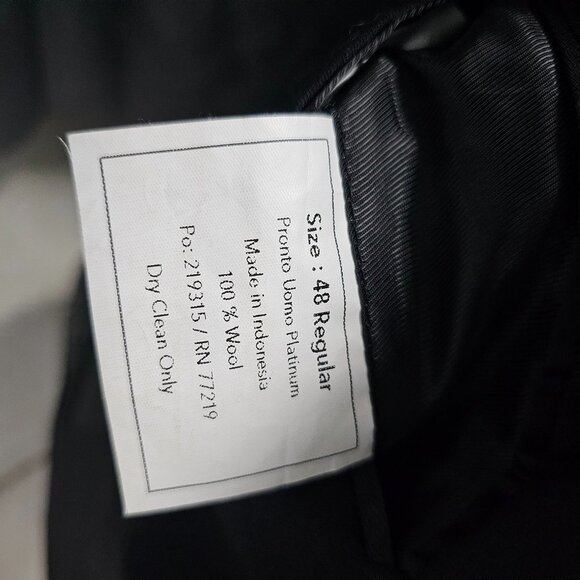 Size : 48 Regular
Pronto Uomo Platinum
Made in Indonesia
100 % Wool
Po: 219315 / RN 77219
Dry Clean Only